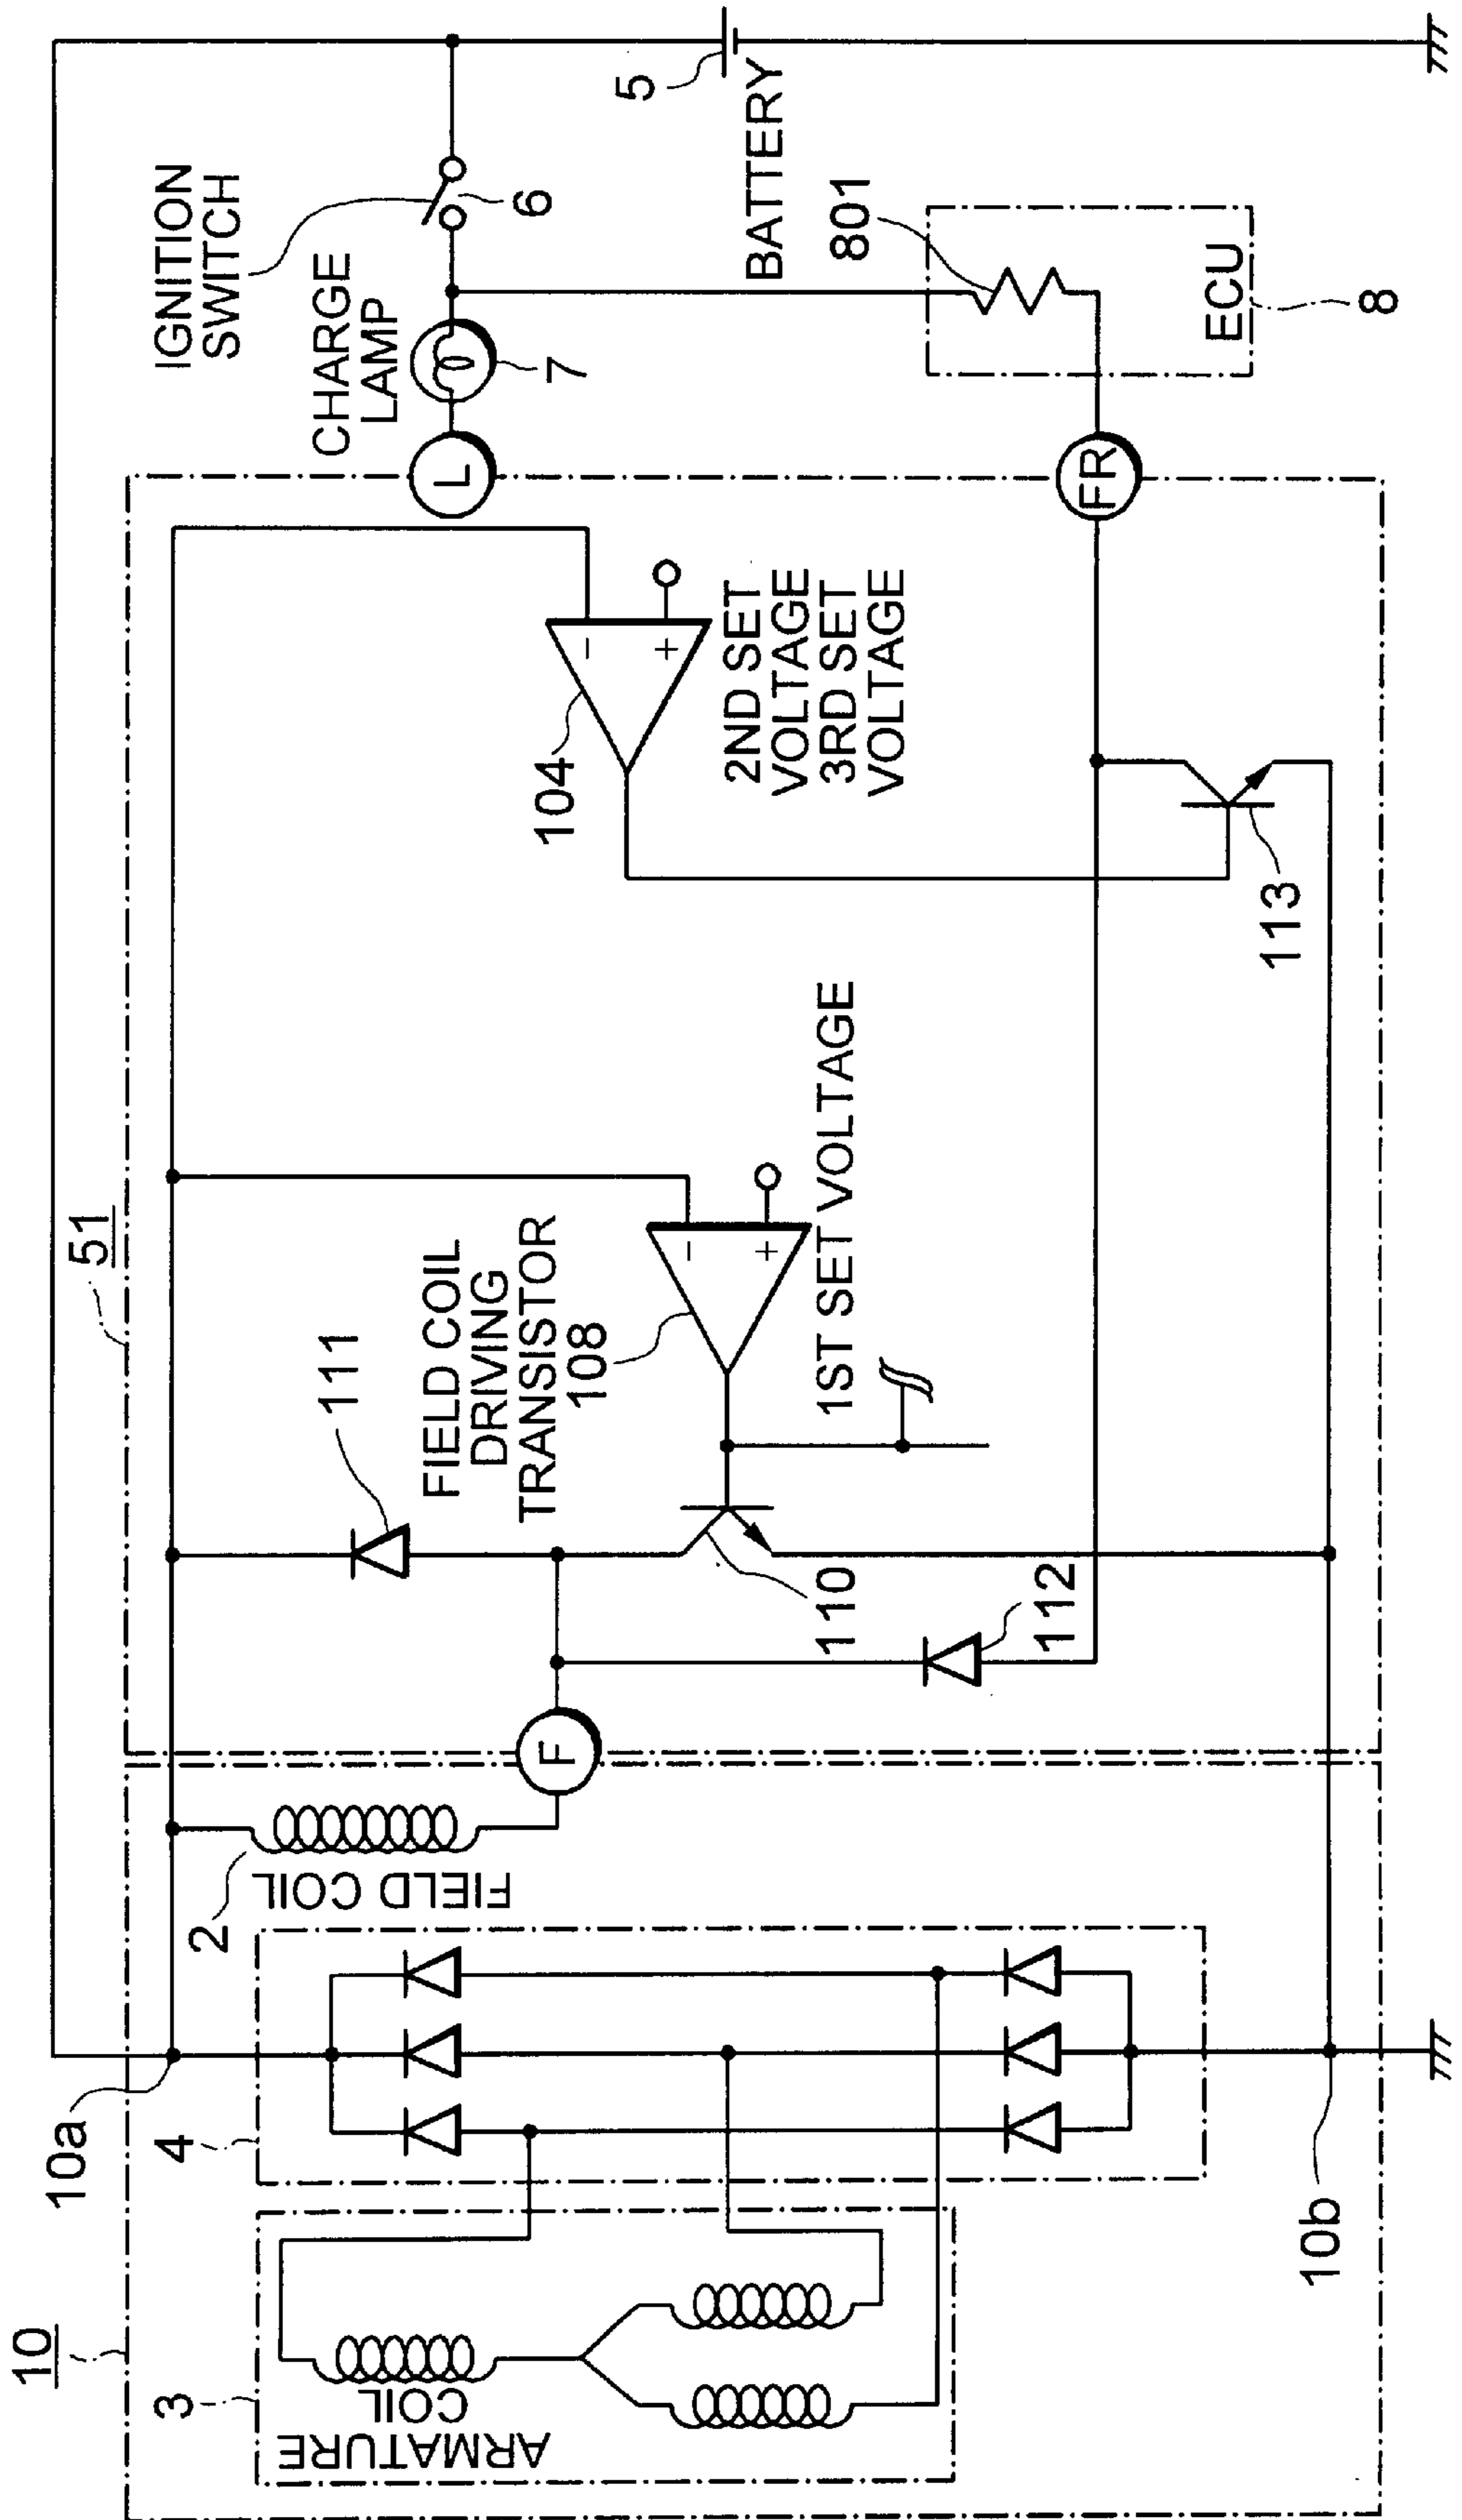 10
10a
3
ARMATURE
COIL
4
2
FIELD COIL
F
10b
51
111
FIELD COIL
DRIVING
TRANSISTOR
108
110
112
-
+
1ST SET VOLTAGE
104
-
+
2ND SET
VOLTAGE
3RD SET
VOLTAGE
113
L
FR
IGNITION
SWITCH
CHARGE
LAMP
6
7
5
BATTERY
801
ECU
8